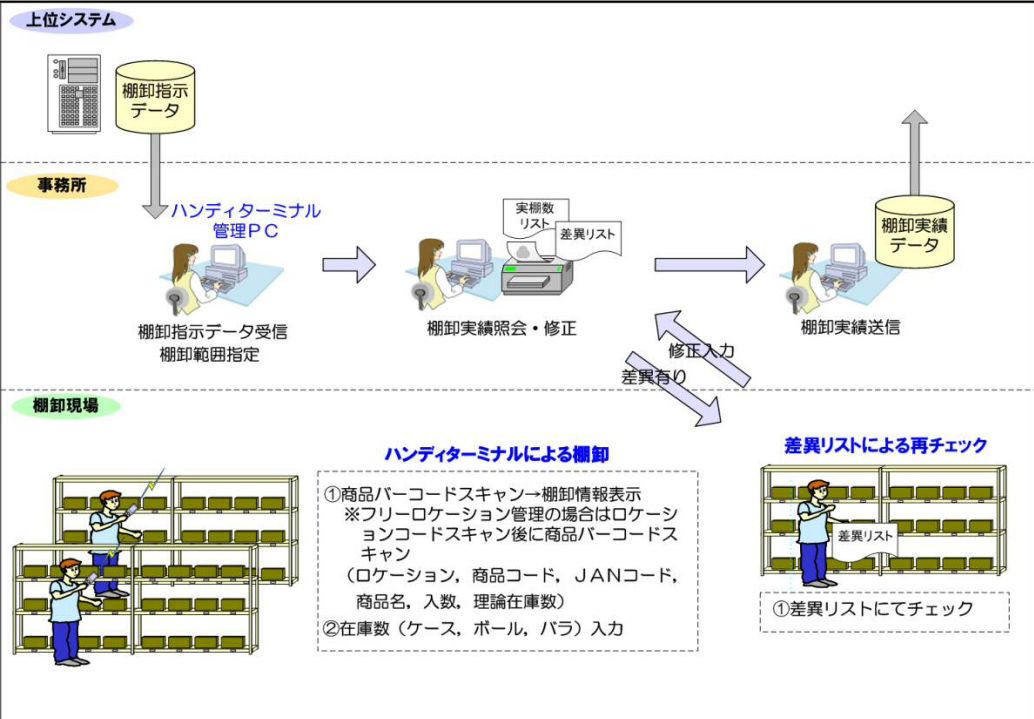 上位システム
棚卸指示
データ
事務所
ハンディターミナル
管理ＰＣ
実棚数
リスト
差異リスト
棚卸実績
データ
棚卸指示データ受信
棚卸範囲指定
棚卸実績照会・修正
棚卸実績送信
修正入力
差異有り
棚卸現場
ハンディターミナルによる棚卸
①商品バーコードスキャン→棚卸情報表示
※フリーロケーション管理の場合はロケーシ
ョンコードスキャン後に商品バーコードス
キャン
（ロケーション，商品コード，ＪＡＮコード，
商品名，入数，理論在庫数）
②在庫数（ケース，ボール，バラ）入力
差異リストによる再チェック
差異リスト
①差異リストにてチェック